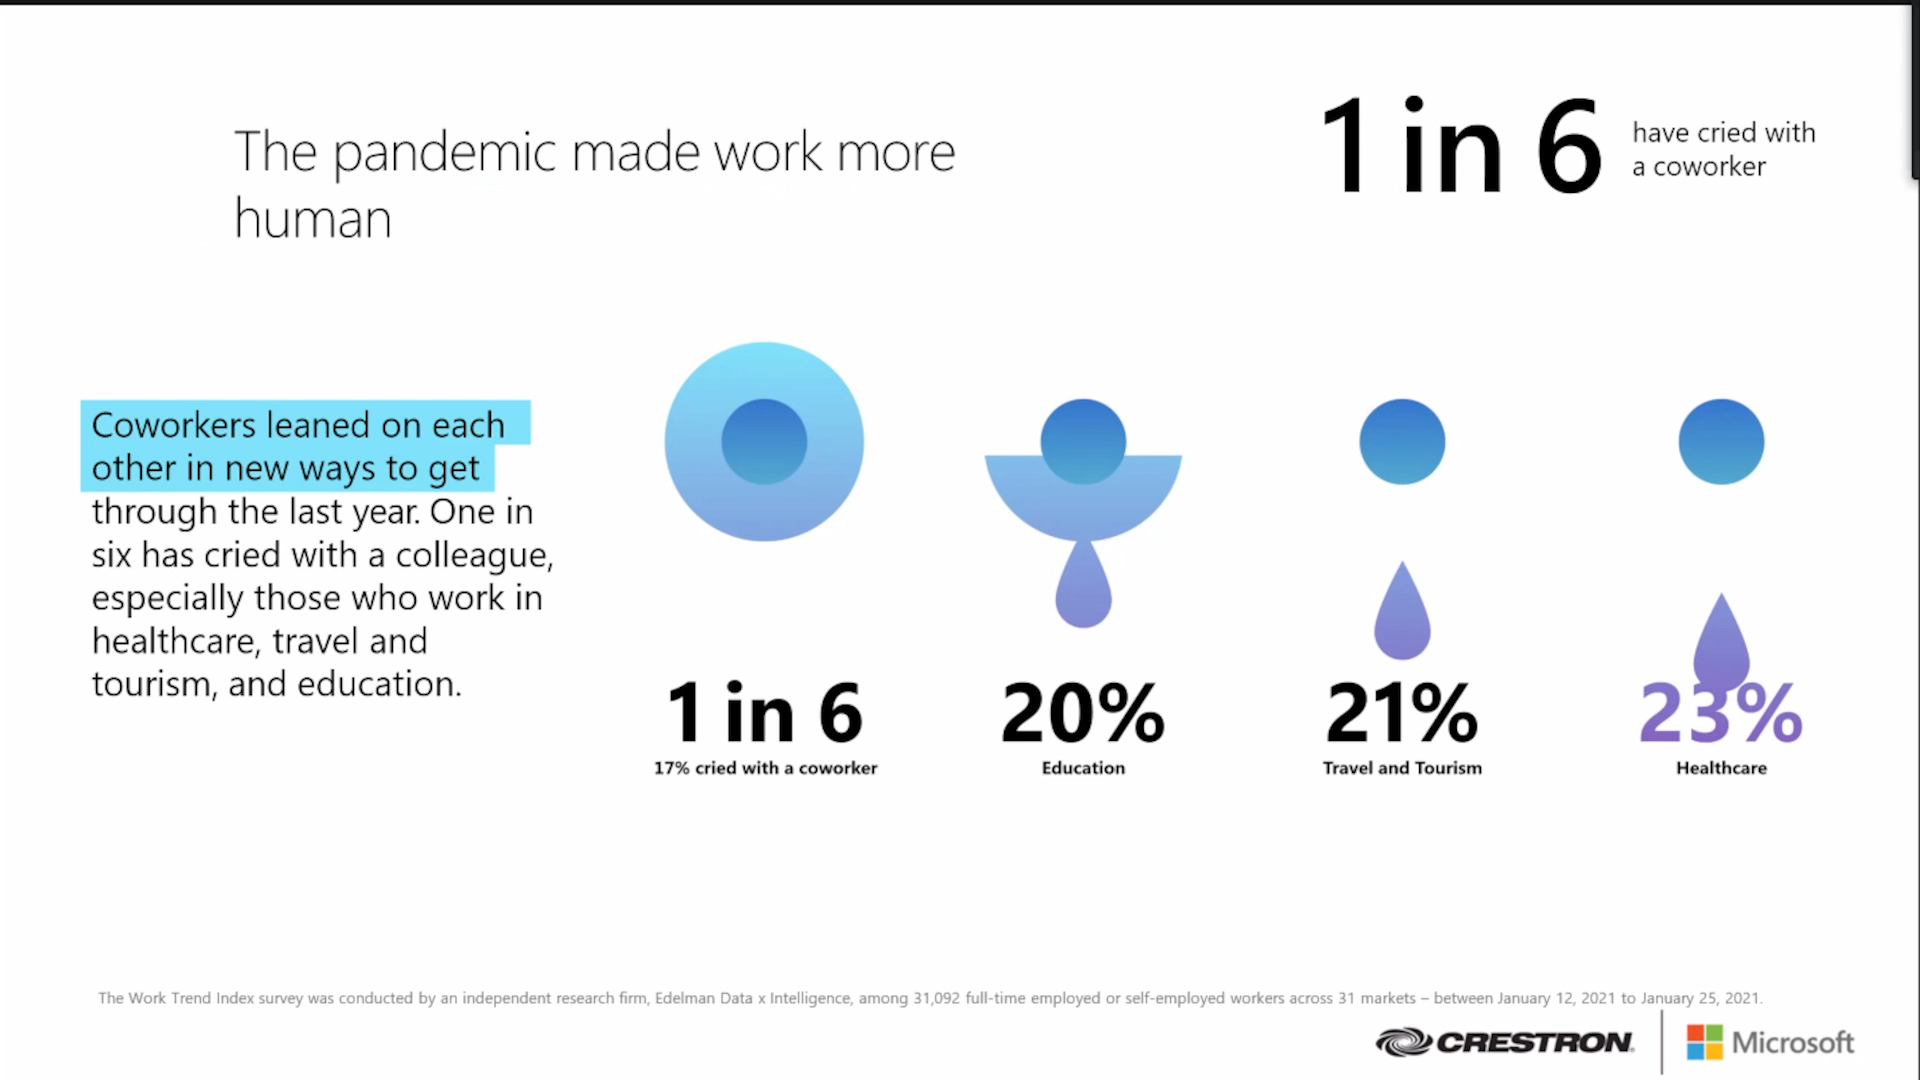 The pandemic made work more
human
1 in 6
have cried with
a coworker
Coworkers leaned on each
other in new ways to get
through the last year. One in
six has cried with a colleague,
especially those who work in
healthcare, travel and
tourism, and education.
1 in 6
17% cried with a coworker
20%
Education
21%
Travel and Tourism
23%
Healthcare
The Work Trend Index survey was conducted by an independent research firm, Edelman Data x Intelligence, among 31,092 full-time employed or self-employed workers across 31 markets – between January 12, 2021 to January 25, 2021.
CRESTRON
Microsoft